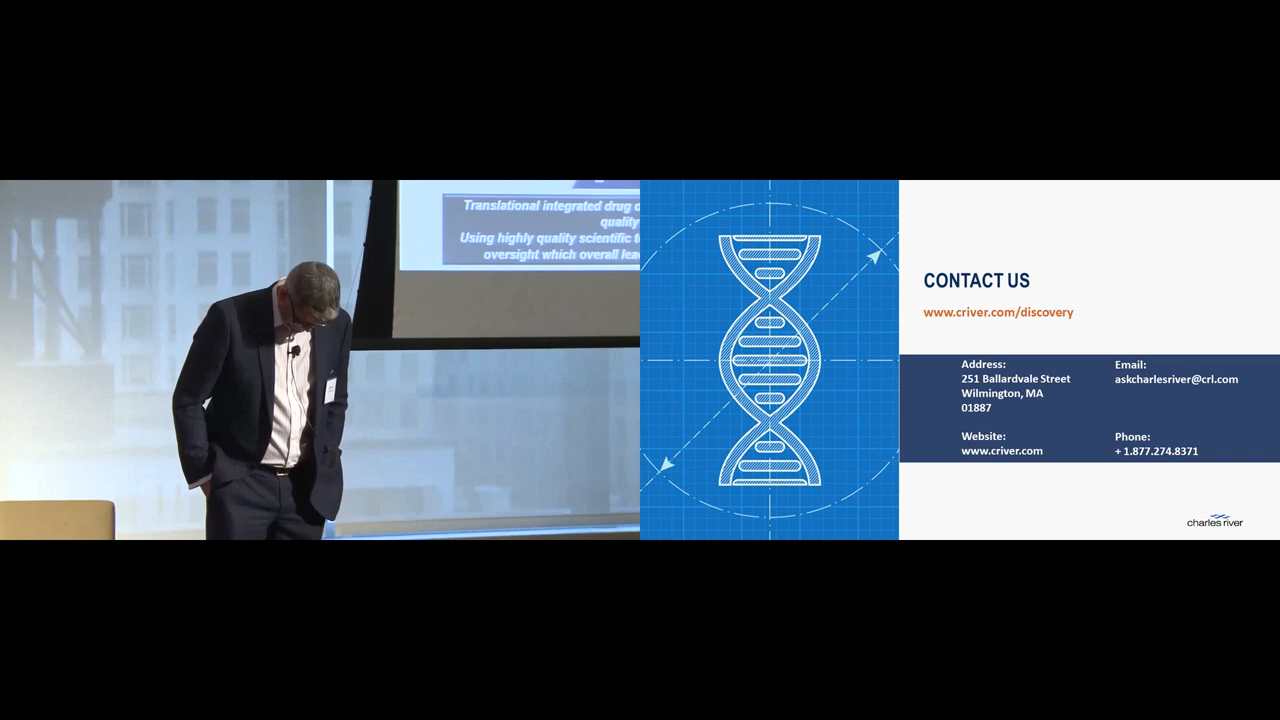 Translational integrated drug
quality
Using highly quality scientific
oversight which overall
CONTACT US
www.criver.com/discovery
Address:
251 Ballardvale Street
Wilmington, MA
01887
Email:
askcharlesriver@crl.com
Website:
www.criver.com
Phone:
+ 1.877.274.8371
charles river